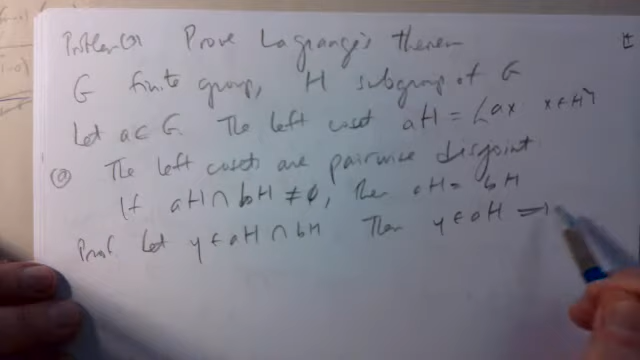 Problem(3) Prove Lagrange's theorem
G finite group, H subgroup of G
Let a ∈ G. The left coset aH = {ax x ∈ H}
(a) The left cosets are pairwise disjoint.
If aH ∩ bH ≠ ∅, Then aH = bH
Proof. Let y ∈ aH ∩ bH Then y ∈ aH ⇒